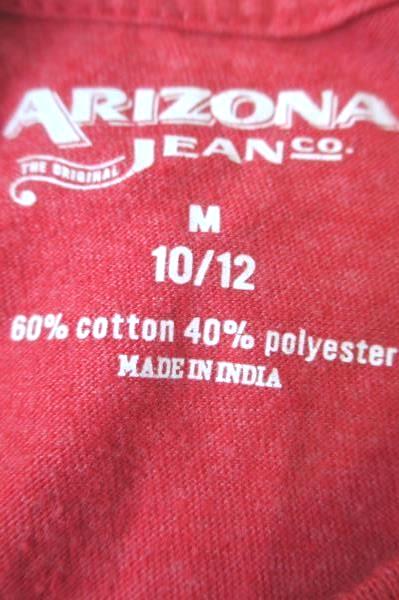 ARIZONA
JEAN CO.
THE ORIGINAL
M
10/12
60% cotton 40% polyester
MADE IN INDIA